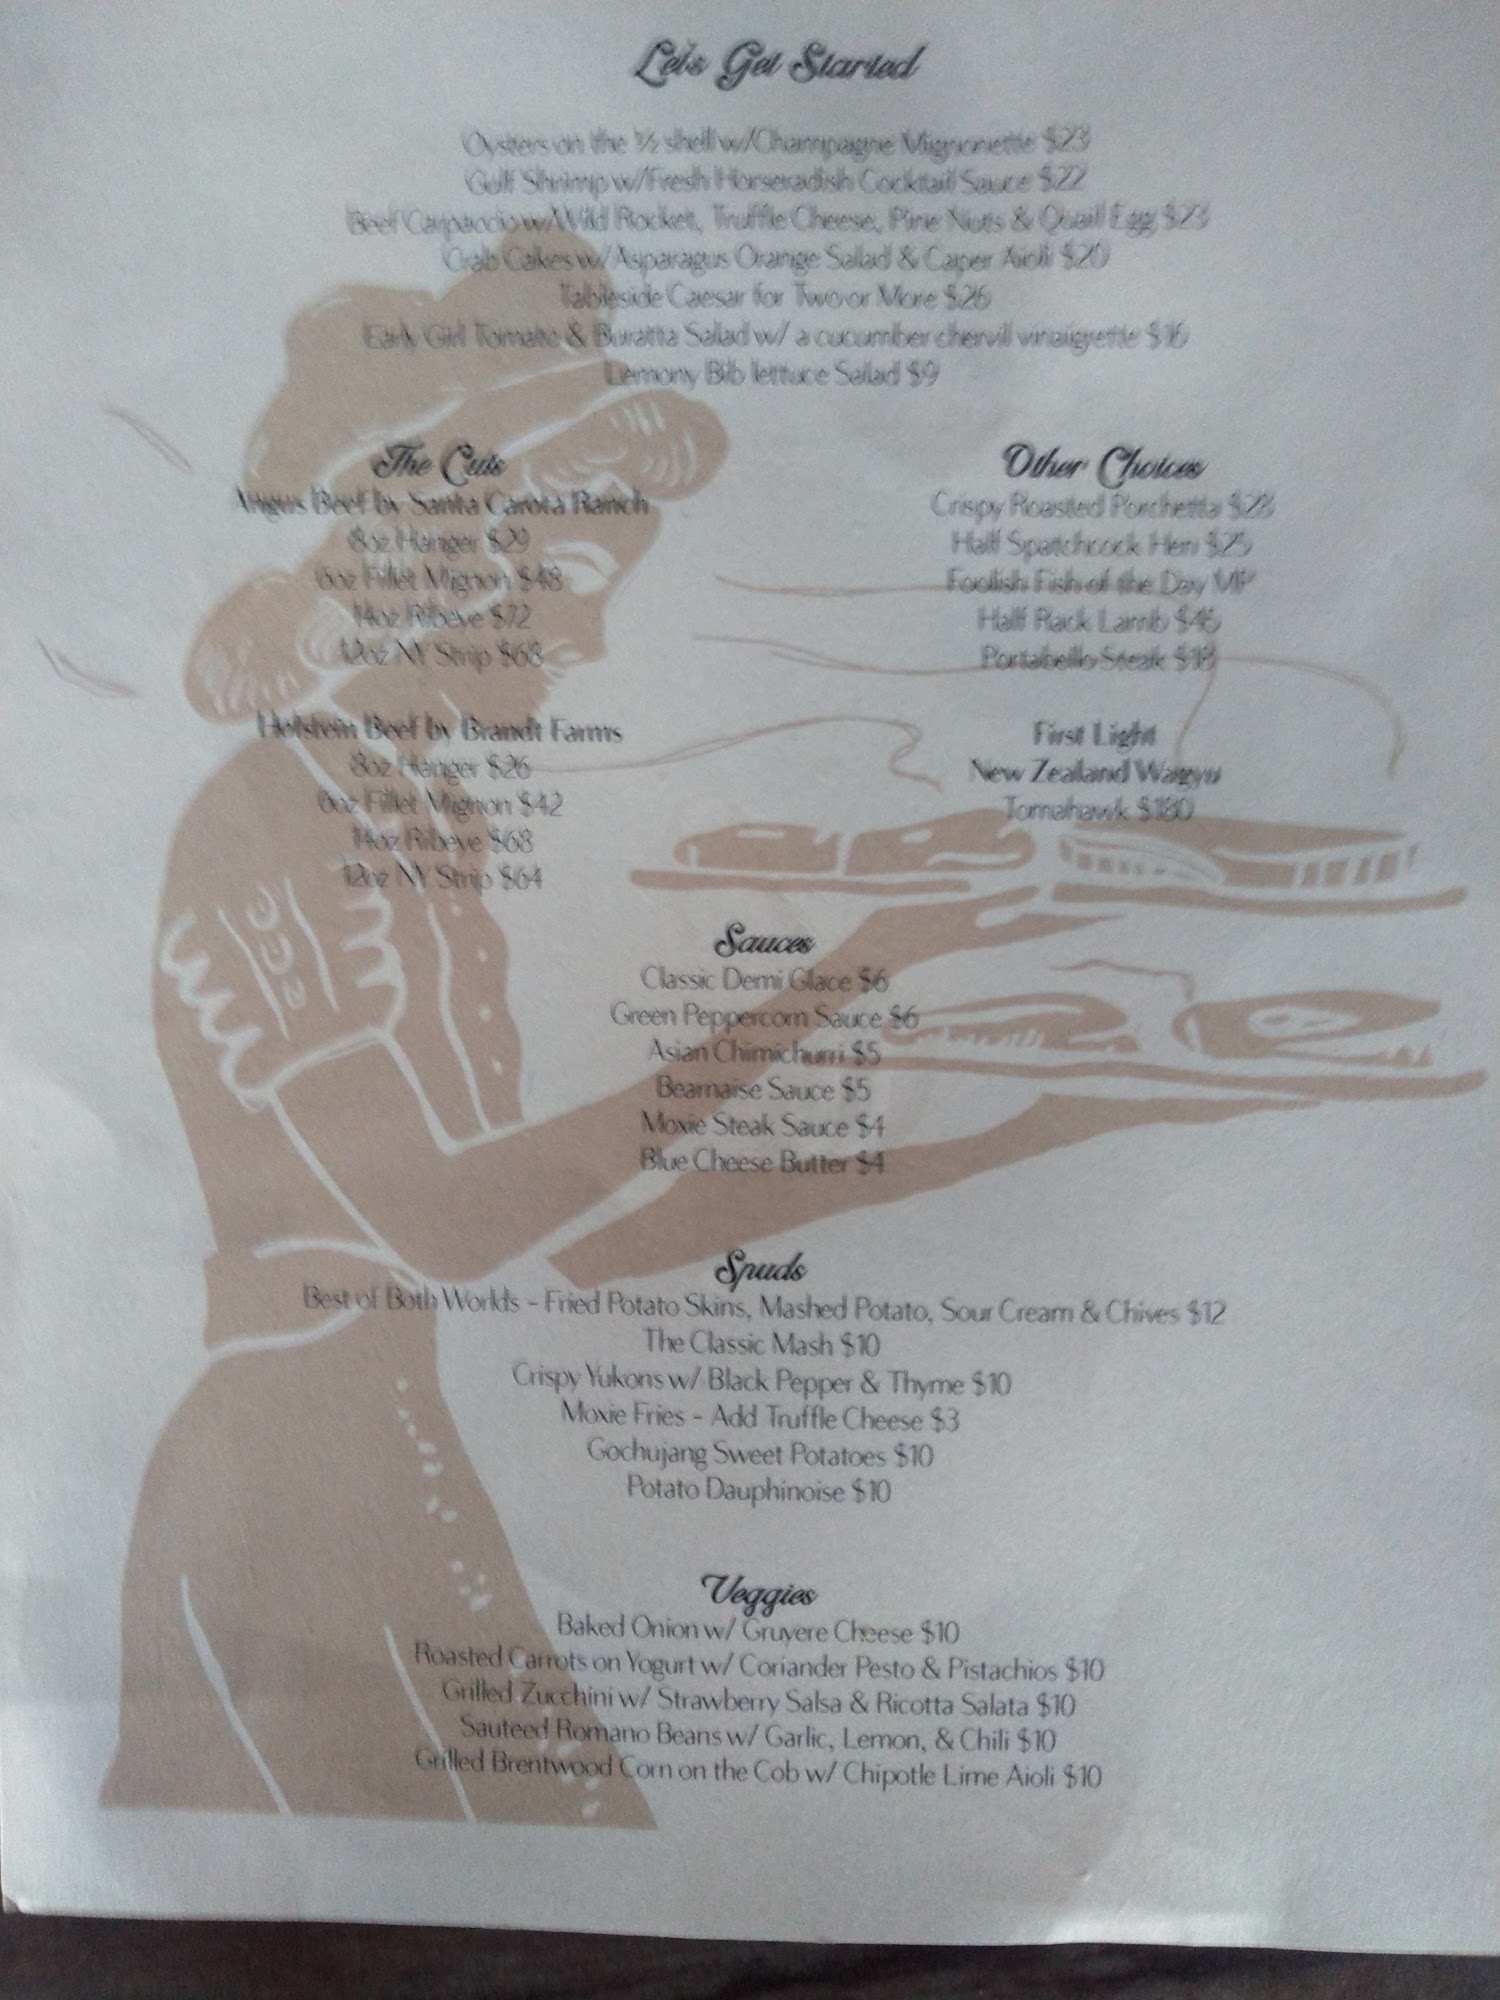 Let's Get Started
Oysters on the ½ shell w/Champagne Mignonette $23
Gulf Shrimp w/Fresh Horseradish Cocktail Sauce $22
Beef Carpaccio w/Wild Rocket, Truffle Cheese, Pine Nuts & Quail Egg $23
Crab Cakes w/Asparagus Orange Salad & Caper Aioli $20
Tableside Caesar for Two or More $26
Early Girl Tomato & Buratta Salad w/ a cucumber chervil vinaigrette $16
Lemony Bib lettuce Salad $9
The Cuts
Angus Beef by Santa Carota Ranch
8oz Hanger $29
6oz Fillet Mignon $48
14oz Ribeye $72
12oz NY Strip $68
Holstein Beef by Brandt Farms
8oz Hanger $26
6oz Fillet Mignon $42
14oz Ribeye $68
12oz NY Strip $64
Other Choices
Crispy Roasted Porchetta $28
Half Spatchcock Hen $25
Foolish Fish of the Day MP
Half Rack Lamb
Portabello Steak $18
First Light
New Zealand Wagyu
Tomahawk $180
Sauces
Classic Demi Glace $6
Green Peppercorn Sauce $6
Asian Chimichurri $5
Bearnaise Sauce $5
Moxie Steak Sauce $4
Blue Cheese Butter $4
Spuds
Best of Both Worlds - Fried Potato Skins, Mashed Potato, Sour Cream & Chives $12
The Classic Mash $10
Crispy Yukons w/ Black Pepper & Thyme $10
Moxie Fries - Add Truffle Cheese $3
Gochujang Sweet Potatoes $10
Potato Dauphinoise $10
Veggies
Baked Onion w/ Gruyere Cheese $10
Roasted Carrots on Yogurt w/ Coriander Pesto & Pistachios $10
Grilled Zucchini w/ Strawberry Salsa & Ricotta Salata $10
Sauteed Romano Beans w/ Garlic, Lemon, & Chili $10
Grilled Brentwood Corn on the Cob w/ Chipotle Lime Aioli $10